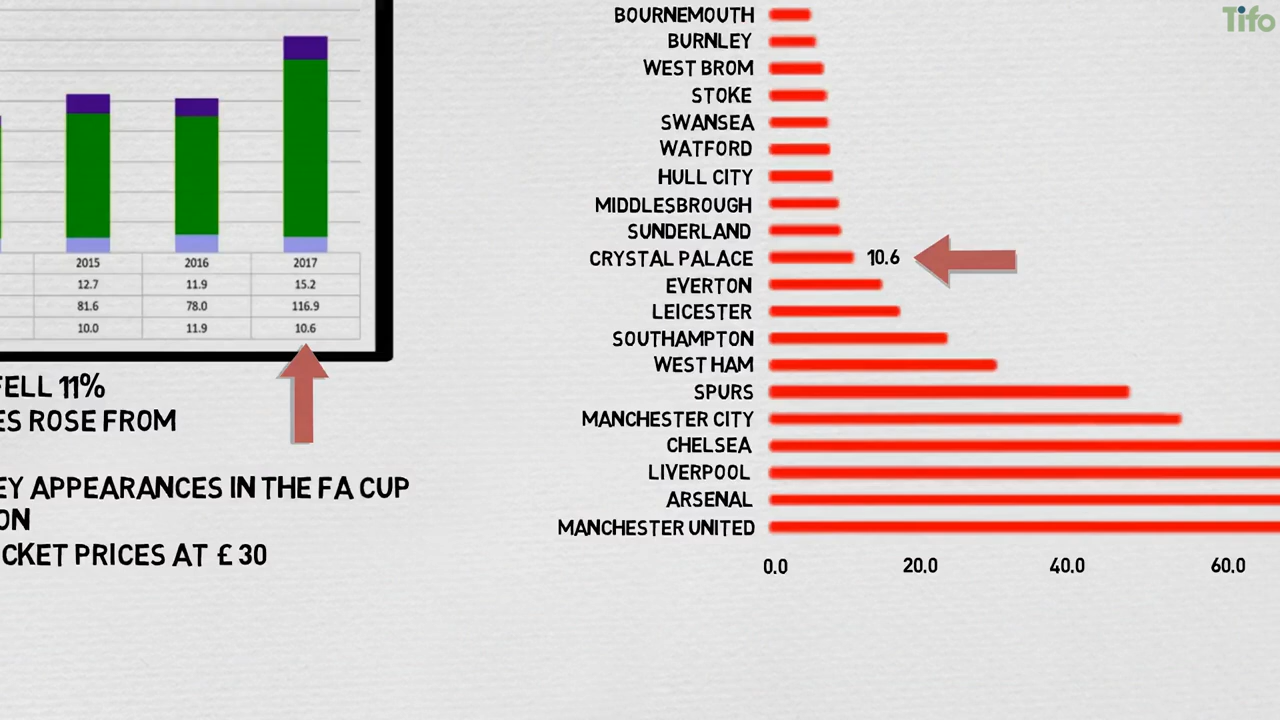 Tifo
2015 2016 2017
12.7 11.9 15.2
81.6 78.0 116.9
10.0 11.9 10.6
FELL 11%
ES ROSE FROM
EY APPEARANCES IN THE FA CUP
ON
CKET PRICES AT £30
BOURNEMOUTH
BURNLEY
WEST BROM
STOKE
SWANSEA
WATFORD
HULL CITY
MIDDLESBROUGH
SUNDERLAND
CRYSTAL PALACE 10.6
EVERTON
LEICESTER
SOUTHAMPTON
WEST HAM
SPURS
MANCHESTER CITY
CHELSEA
LIVERPOOL
ARSENAL
MANCHESTER UNITED
0.0 20.0 40.0 60.0